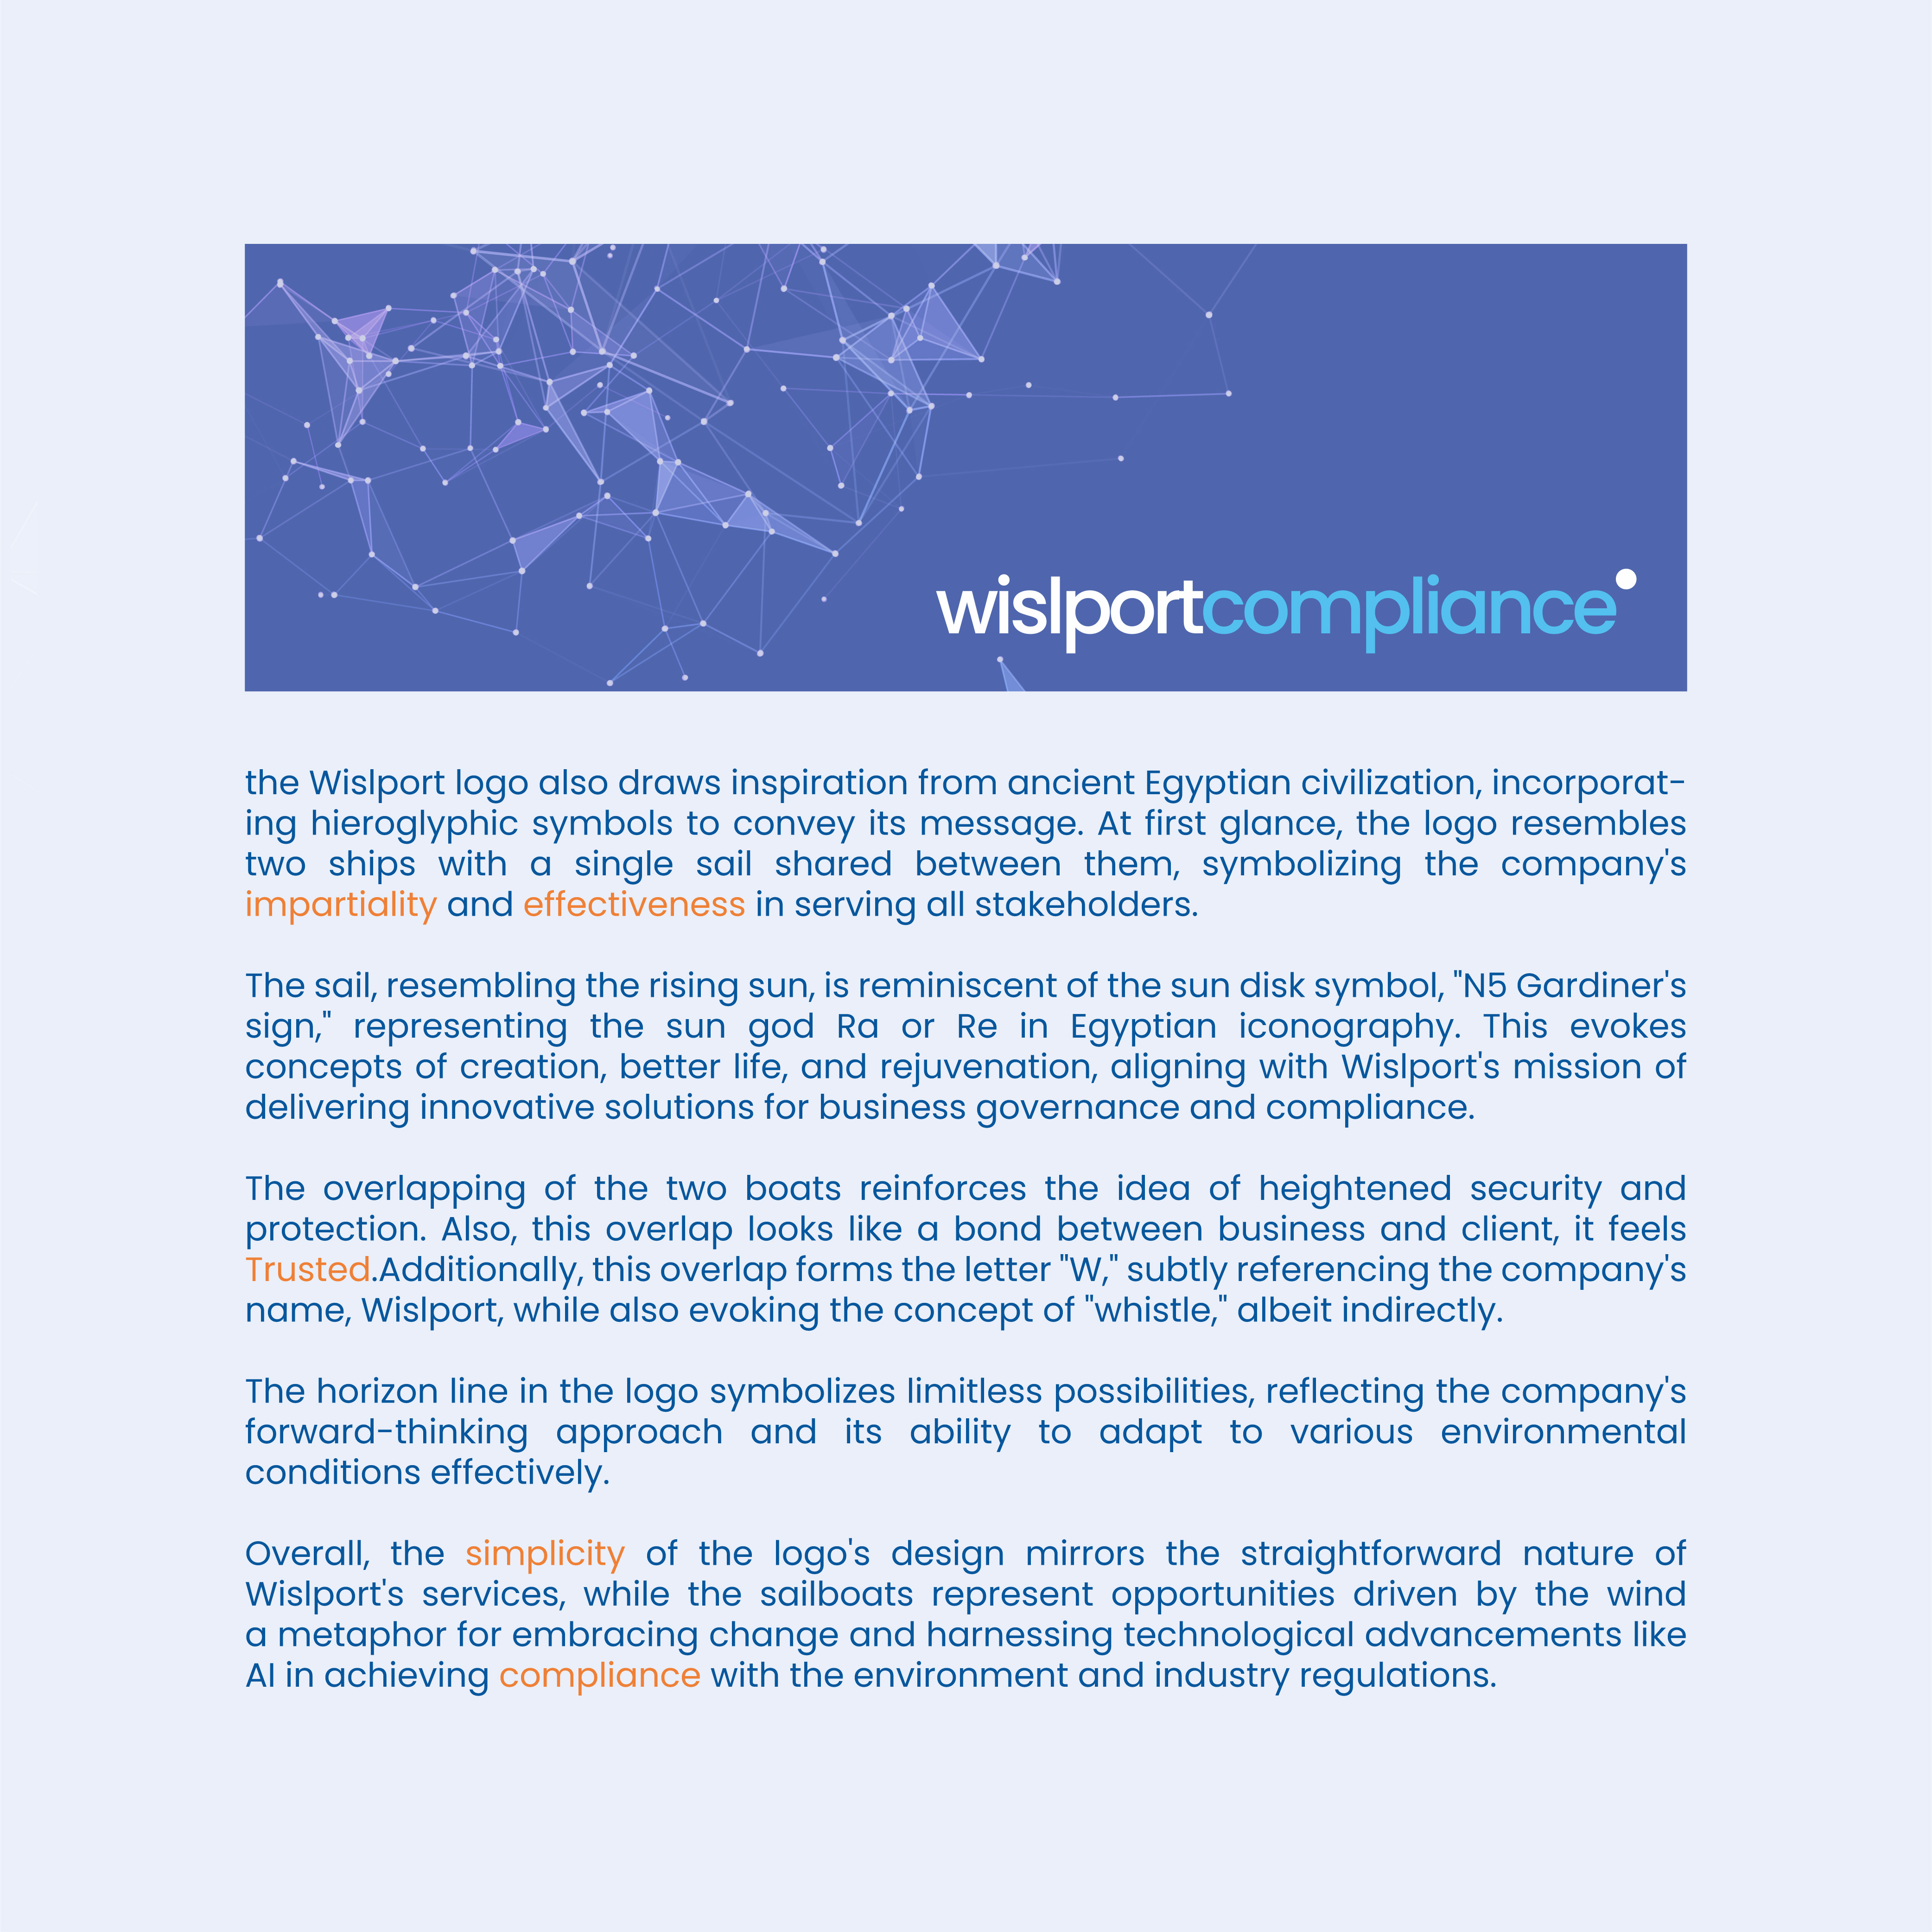 wislportcompliance
the Wislport logo also draws inspiration from ancient Egyptian civilization, incorporat-
ing hieroglyphic symbols to convey its message. At first glance, the logo resembles
two ships with a single sail shared between them, symbolizing the company's
impartiality and effectiveness in serving all stakeholders.
The sail, resembling the rising sun, is reminiscent of the sun disk symbol, "N5 Gardiner's
sign," representing the sun god Ra or Re in Egyptian iconography. This evokes
concepts of creation, better life, and rejuvenation, aligning with Wislport's mission of
delivering innovative solutions for business governance and compliance.
The overlapping of the two boats reinforces the idea of heightened security and
protection. Also, this overlap looks like a bond between business and client, it feels
Trusted.Additionally, this overlap forms the letter "W," subtly referencing the company's
name, Wislport, while also evoking the concept of "whistle," albeit indirectly.
The horizon line in the logo symbolizes limitless possibilities, reflecting the company's
forward-thinking approach and its ability to adapt to various environmental
conditions effectively.
Overall, the simplicity of the logo's design mirrors the straightforward nature of
Wislport's services, while the sailboats represent opportunities driven by the wind
a metaphor for embracing change and harnessing technological advancements like
AI in achieving compliance with the environment and industry regulations.